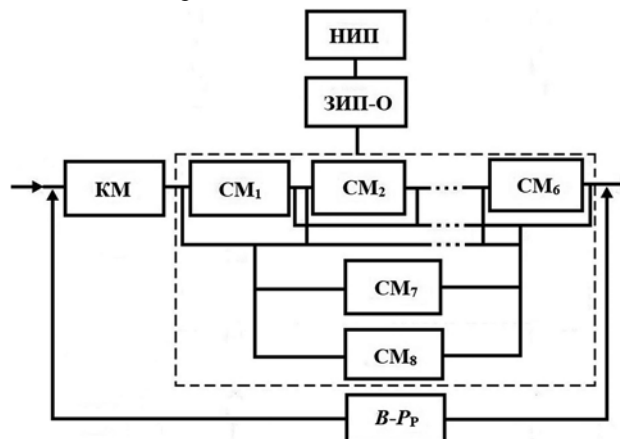 НИП
ЗИП-О
КМ
СМ₁
СМ₂
СМ₆
СМ₇
СМ₈
B-Pₚ